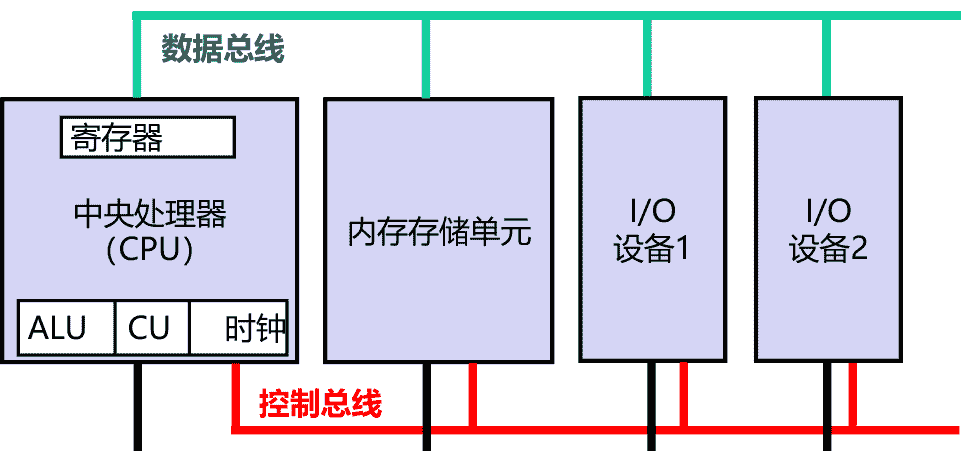 数据总线
寄存器
中央处理器
（CPU）
ALU
CU
时钟
内存存储单元
I/O
设备1
I/O
设备2
控制总线